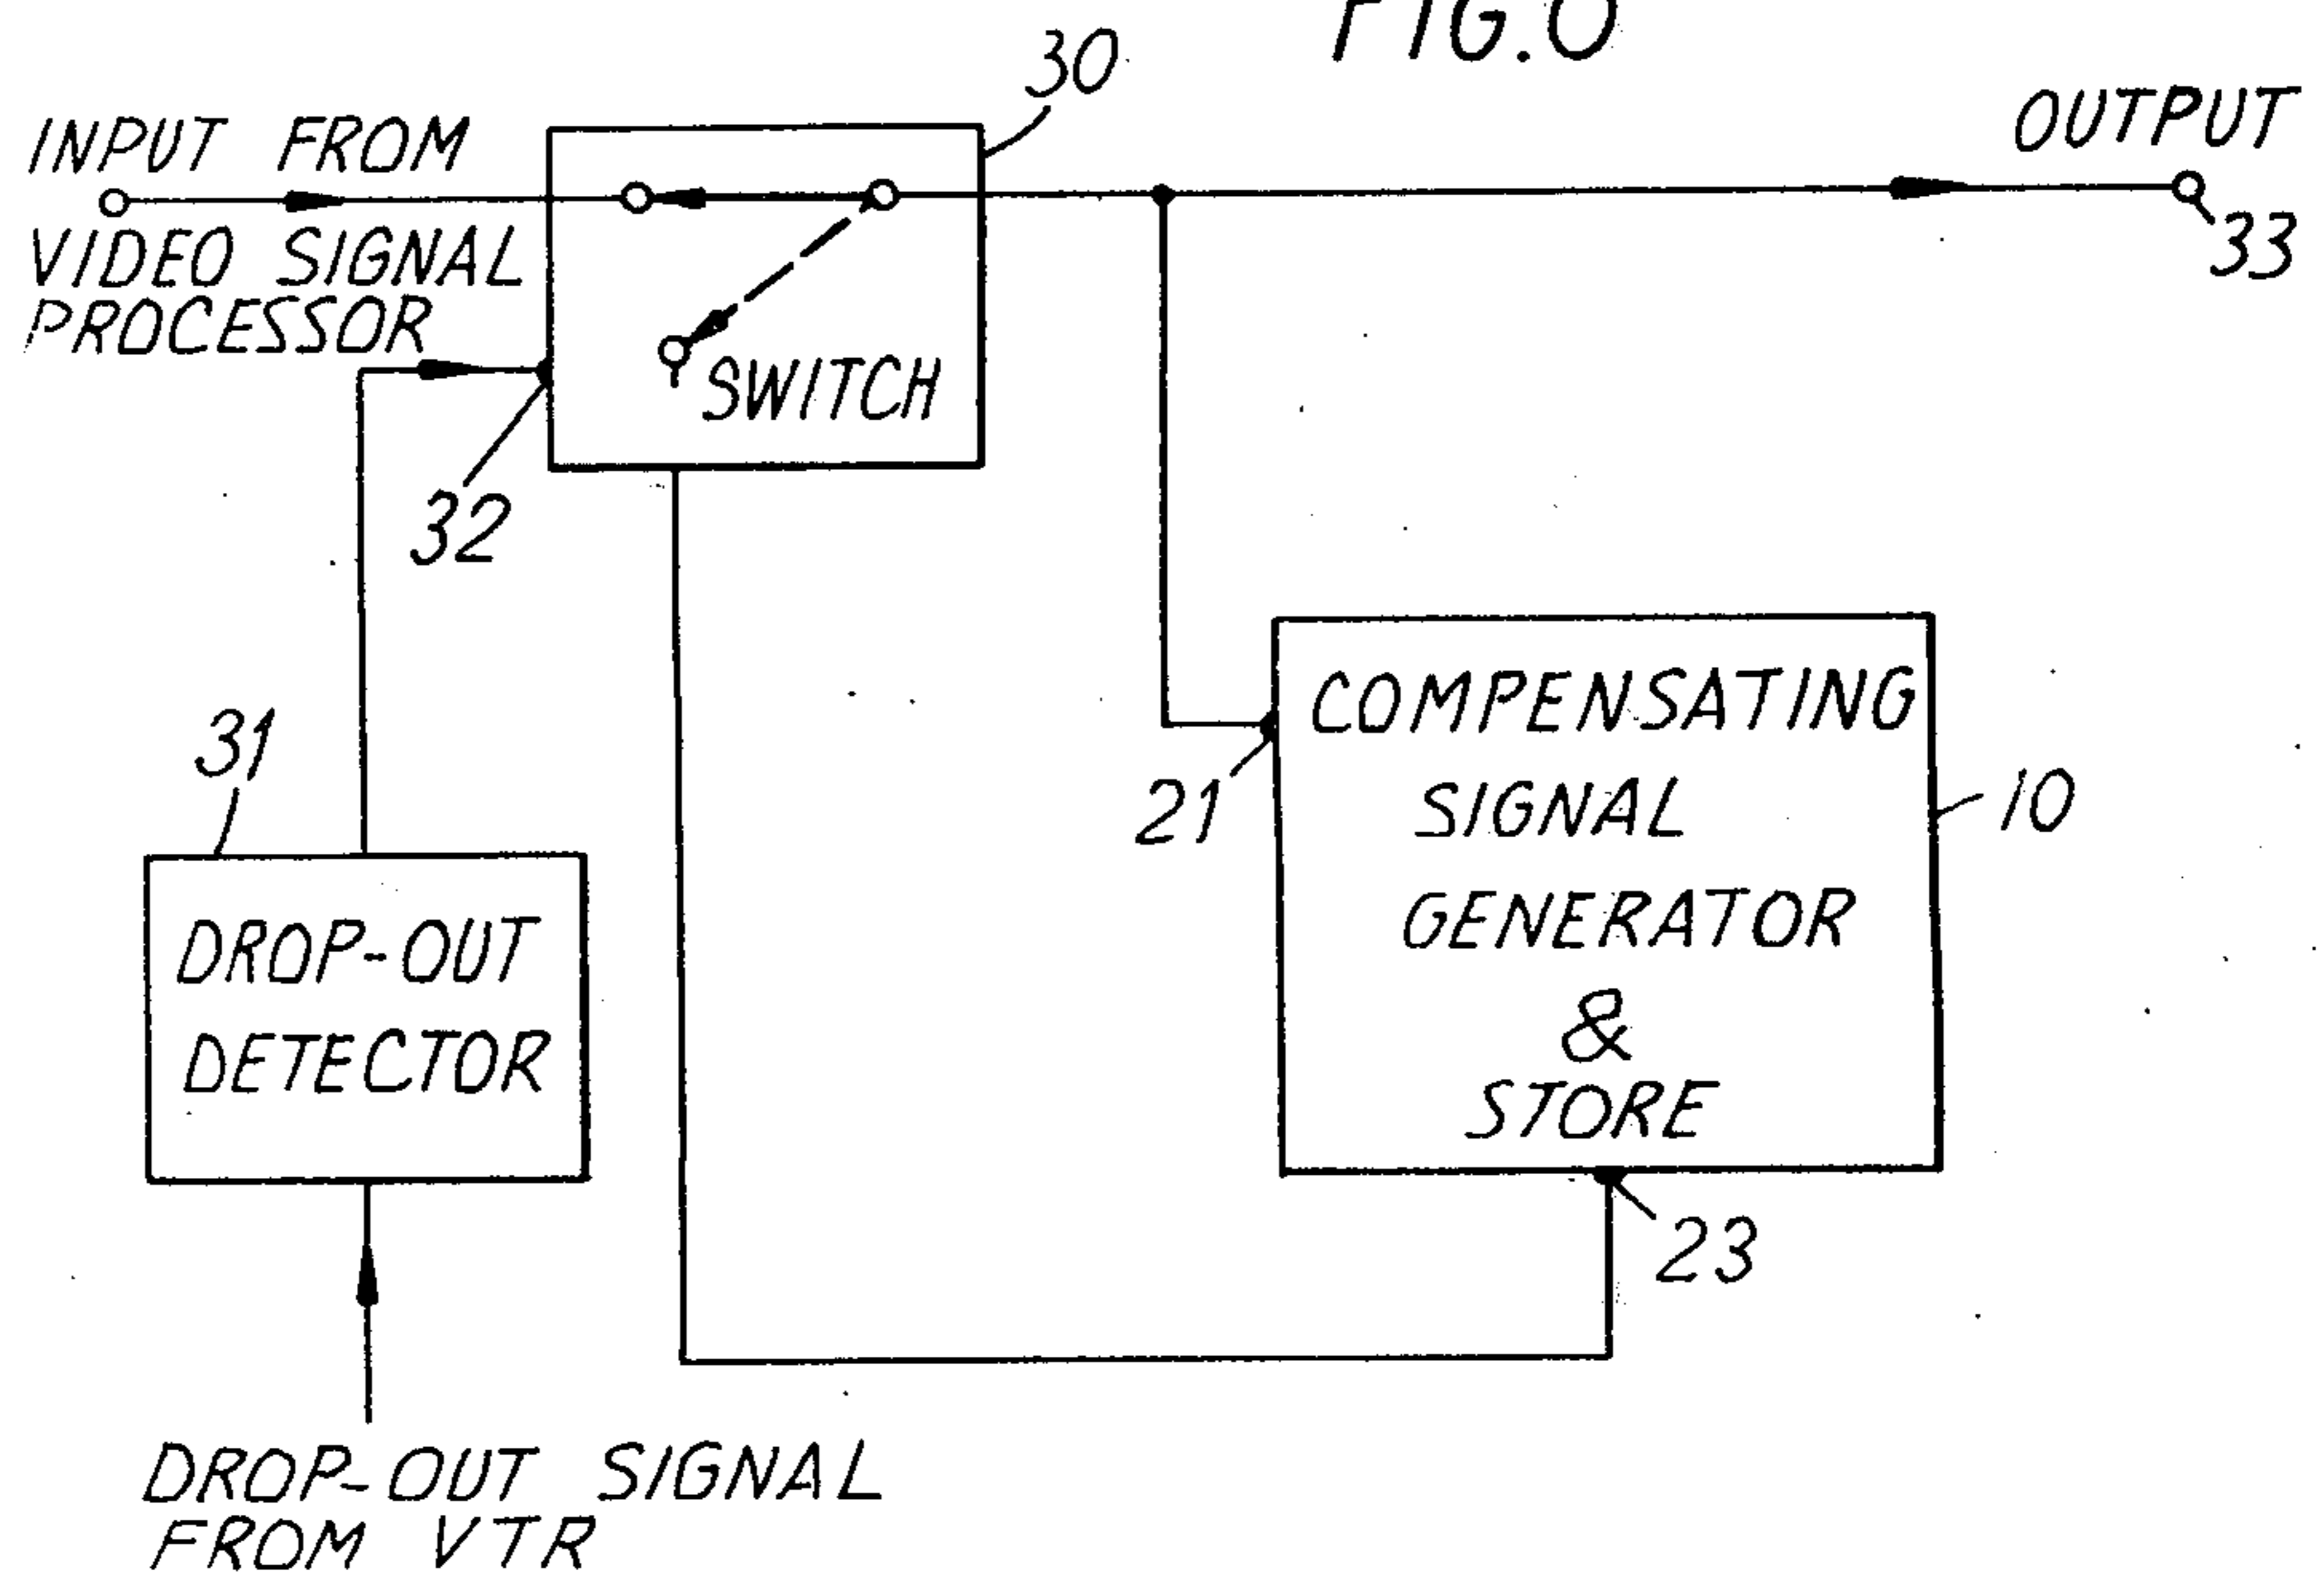 FIG.
30
INPUT FROM
VIDEO SIGNAL
PROCESSOR
OUTPUT
33
SWITCH
32
31
DROP-OUT
DETECTOR
21
COMPENSATING
SIGNAL
GENERATOR
&
STORE
10
23
DROP-OUT SIGNAL
FROM VTR